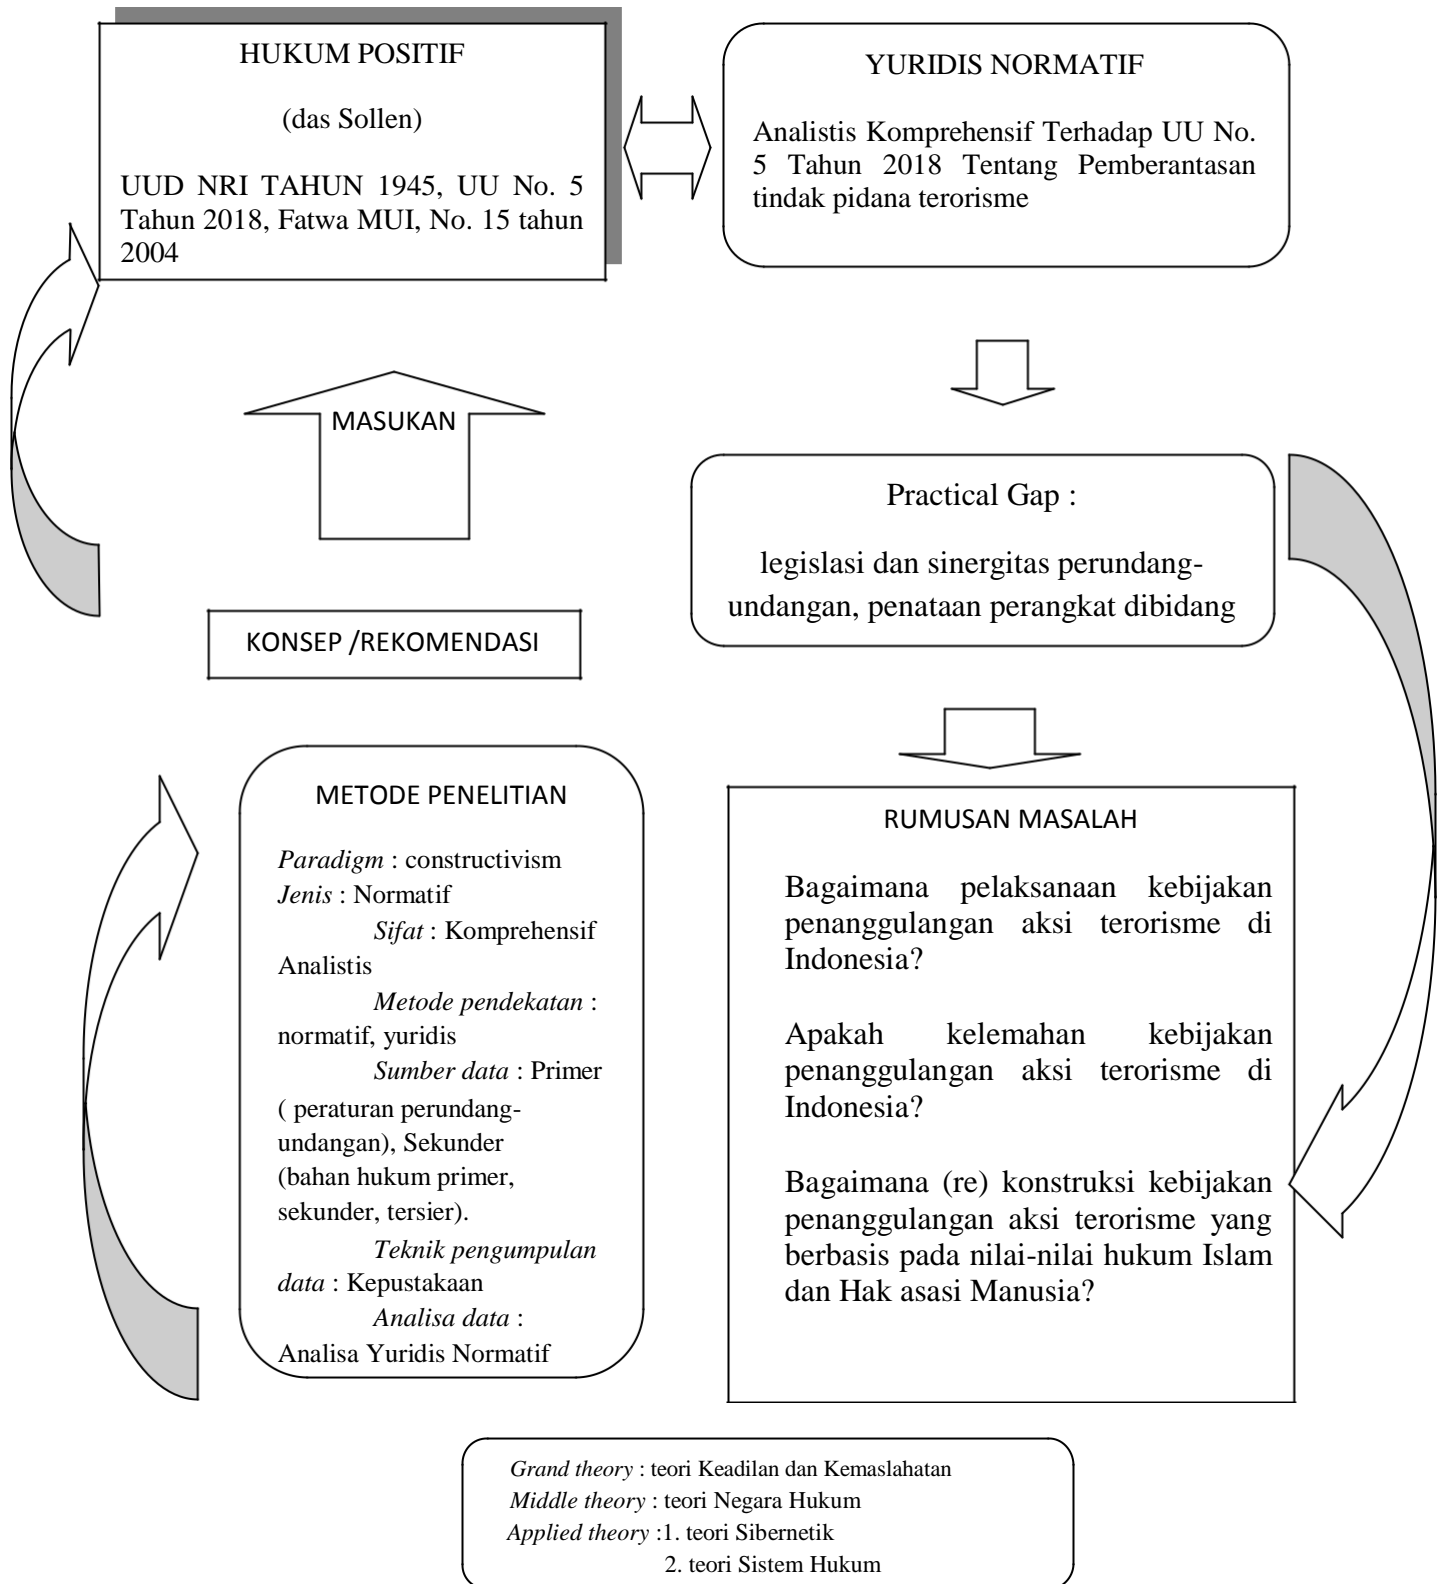 HUKUM POSITIF
(das Sollen)
UUD NRI TAHUN 1945, UU No. 5
Tahun 2018, Fatwa MUI, No. 15 tahun
2004
YURIDIS NORMATIF
Analistis Komprehensif Terhadap UU No.
5 Tahun 2018 Tentang Pemberantasan
tindak pidana terorisme
MASUKAN
Practical Gap :
legislasi dan sinergitas perundang-
undangan, penataan perangkat dibidang
KONSEP /REKOMENDASI
METODE PENELITIAN
Paradigm : constructivism
Jenis : Normatif
Sifat : Komprehensif
Analistis
Metode pendekatan :
normatif, yuridis
Sumber data : Primer
( peraturan perundang-
undangan), Sekunder
(bahan hukum primer,
sekunder, tersier).
Teknik pengumpulan
data : Kepustakaan
Analisa data :
Analisa Yuridis Normatif
RUMUSAN MASALAH
Bagaimana pelaksanaan kebijakan
penanggulangan aksi terorisme di
Indonesia?
Apakah kelemahan kebijakan
penanggulangan aksi terorisme di
Indonesia?
Bagaimana (re) konstruksi kebijakan
penanggulangan aksi terorisme yang
berbasis pada nilai-nilai hukum Islam
dan Hak asasi Manusia?
Grand theory : teori Keadilan dan Kemaslahatan
Middle theory : teori Negara Hukum
Applied theory :1. teori Sibernetik
2. teori Sistem Hukum